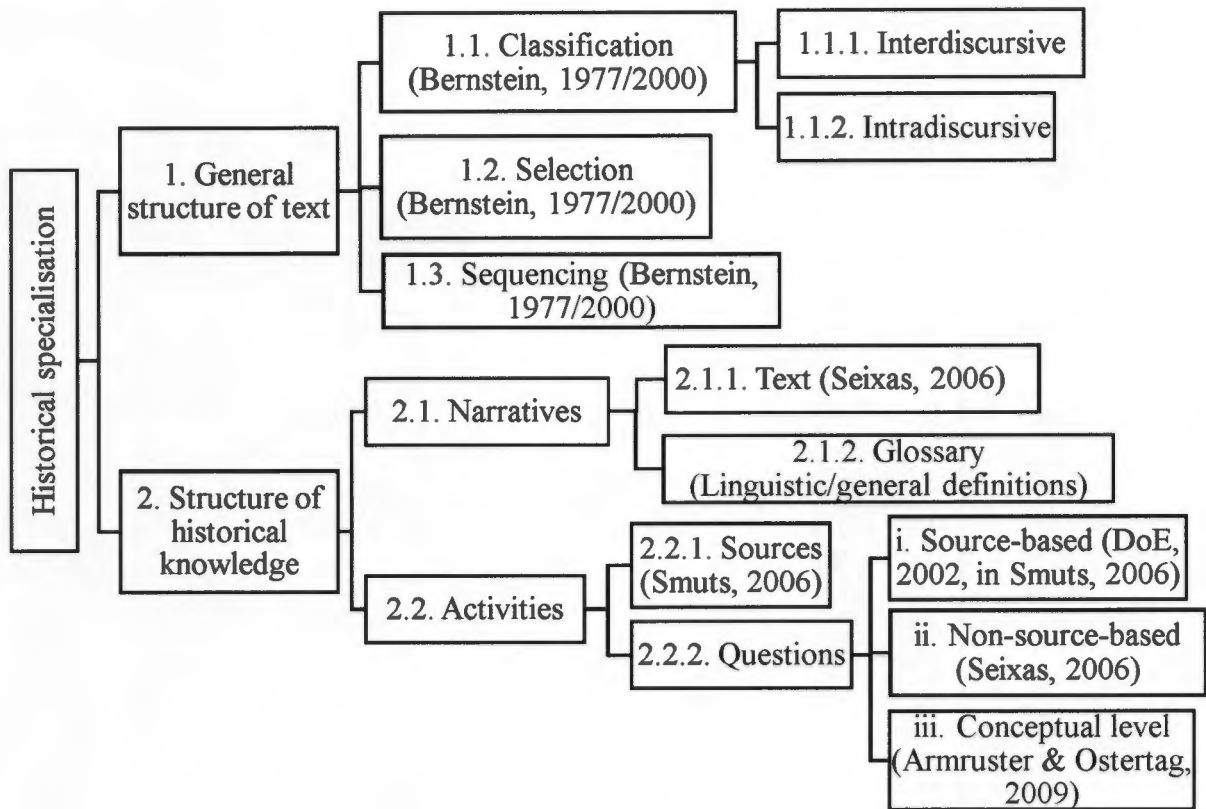 Historical specialisation
1. General
structure of text
1.1. Classification
(Bernstein, 1977/2000)
1.1.1. Interdiscursive
1.1.2. Intradiscursive
1.2. Selection
(Bernstein, 1977/2000)
1.3. Sequencing (Bernstein,
1977/2000)
2. Structure of
historical
knowledge
2.1. Narratives
2.1.1. Text (Seixas, 2006)
2.1.2. Glossary
(Linguistic/general definitions)
2.2. Activities
2.2.1. Sources
(Smuts, 2006)
2.2.2. Questions
i. Source-based (DoE,
2002, in Smuts, 2006)
ii. Non-source-based
(Seixas, 2006)
iii. Conceptual level
(Armruster & Ostertag,
2009)